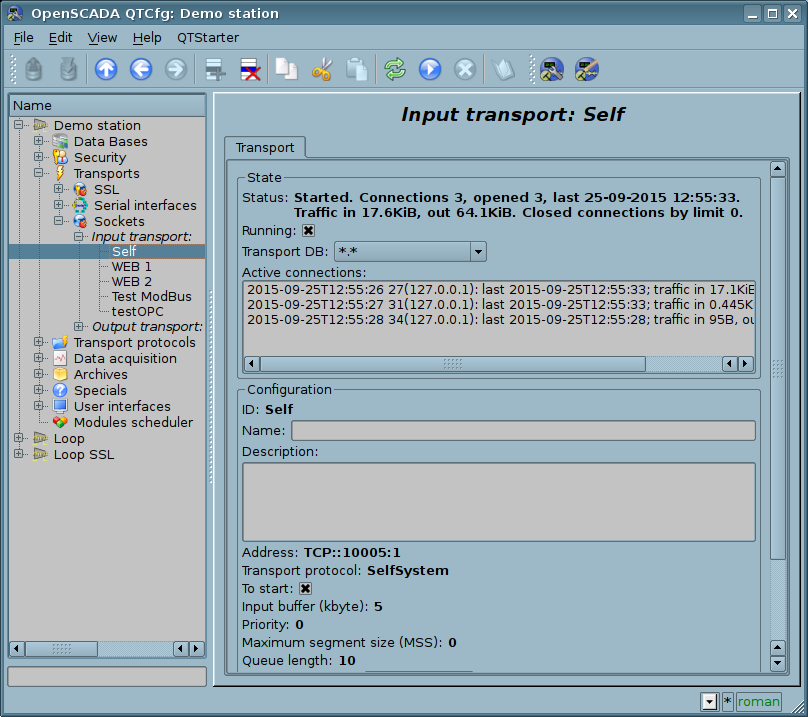 OpenSCADA QTCfg: Demo station
File Edit View Help QTStarter
Name
Demo station
Data Bases
Security
Transports
SSL
Serial interfaces
Sockets
Input transport:
Self
WEB 1
WEB 2
Test ModBus
testOPC
Output transport:
Transport protocols
Data acquisition
Archives
Specials
User interfaces
Modules scheduler
Loop
Loop SSL
Input transport: Self
Transport
State
Status: Started. Connections 3, opened 3, last 25-09-2015 12:55:33.
Traffic in 17.6KiB, out 64.1KiB. Closed connections by limit 0.
Running:
Transport DB: *.*
Active connections:
2015-09-25T12:55:26 27(127.0.0.1): last 2015-09-25T12:55:33; traffic in 17.1KiB
2015-09-25T12:55:27 31(127.0.0.1): last 2015-09-25T12:55:33; traffic in 0.445K
2015-09-25T12:55:28 34(127.0.0.1): last 2015-09-25T12:55:28; traffic in 95B, ou
Configuration
ID: Self
Name:
Description:
Address: TCP::10005:1
Transport protocol: SelfSystem
To start:
Input buffer (kbyte): 5
Priority: 0
Maximum segment size (MSS): 0
Queue length: 10
* roman